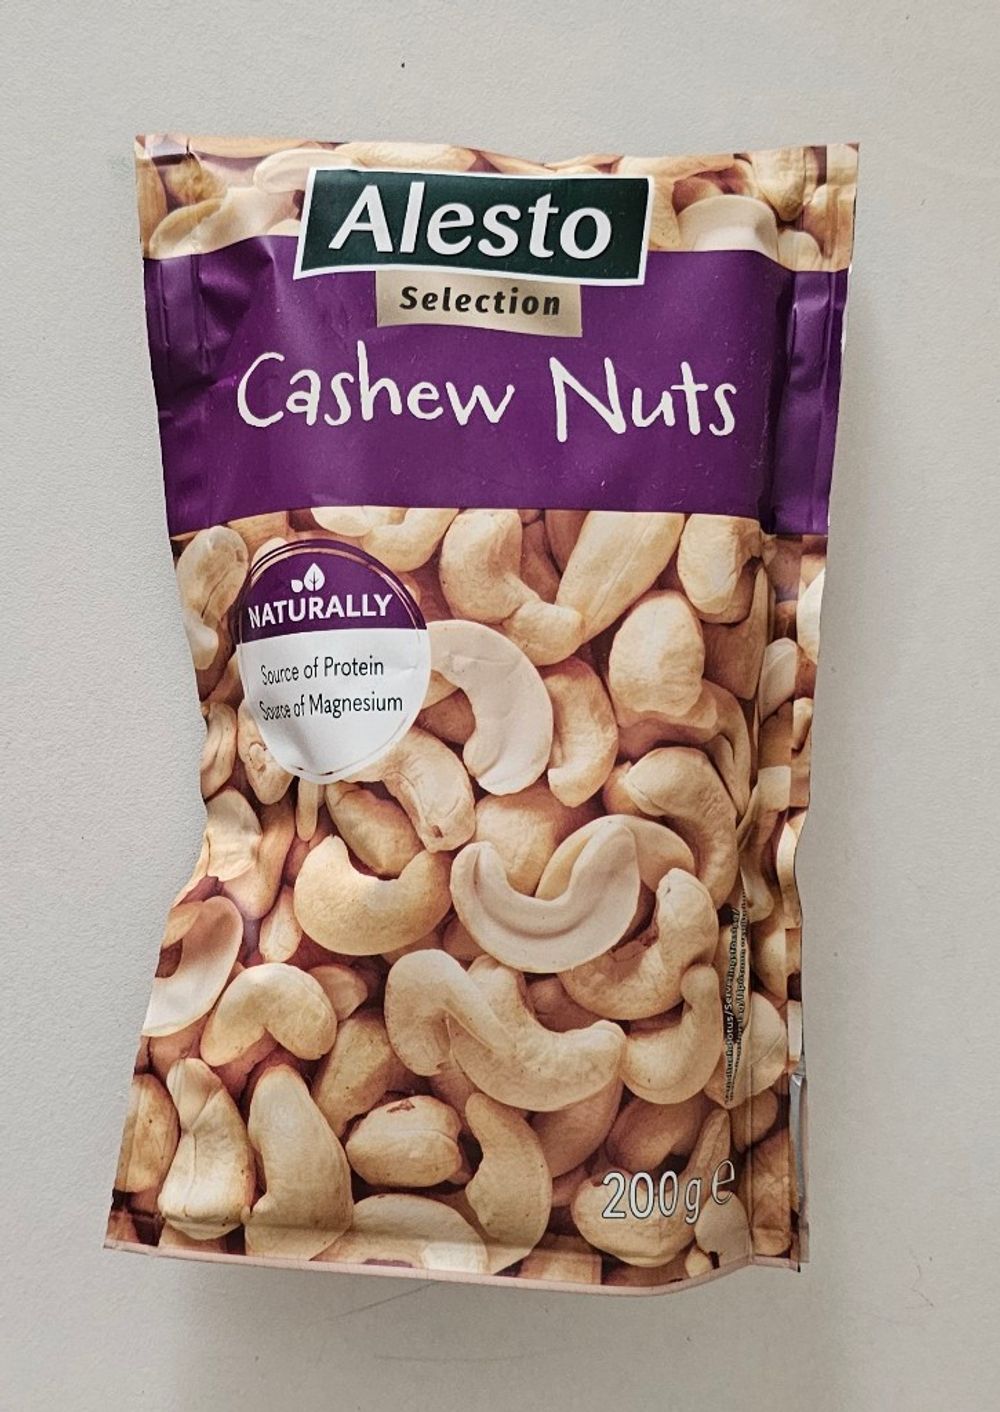 Alesto
Selection
Cashew Nuts
NATURALLY
Source of Protein
Source of Magnesium
200g e